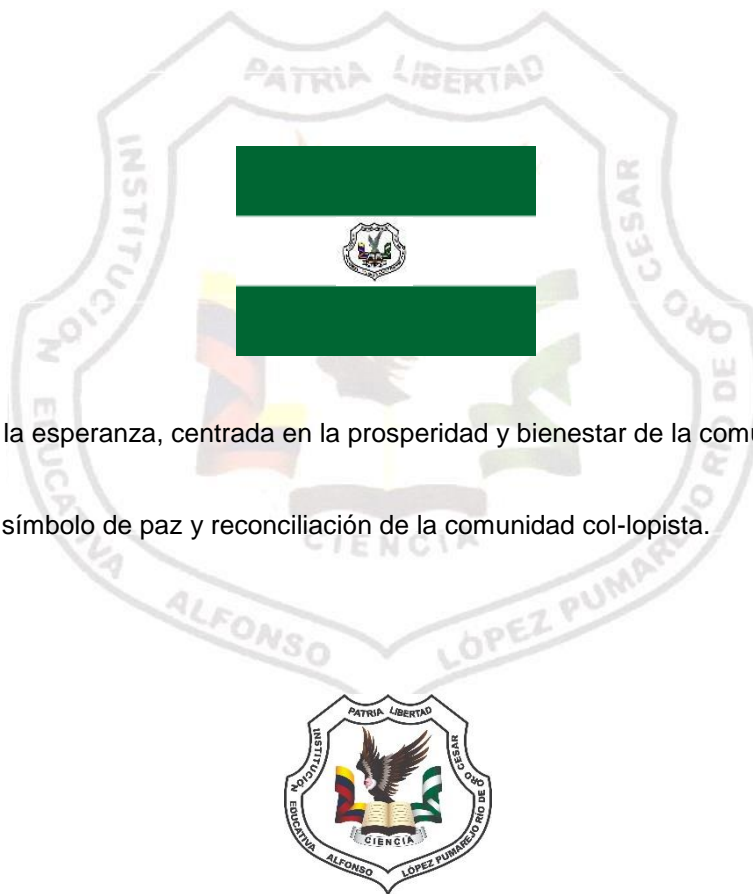 PATRIA LIBERTAD
INSTITUCIÓN EDUCATIVA ALFONSO LÓPEZ PUMAREJO RÍO DE ORO CESAR
la esperanza, centrada en la prosperidad y bienestar de la
símbolo de paz y reconciliación de la comunidad col-lopista.
CIENCIA
PATRIA LIBERTAD
INSTITUCIÓN EDUCATIVA ALFONSO LÓPEZ PUMAREJO RÍO DE ORO CESAR
CIENCIA